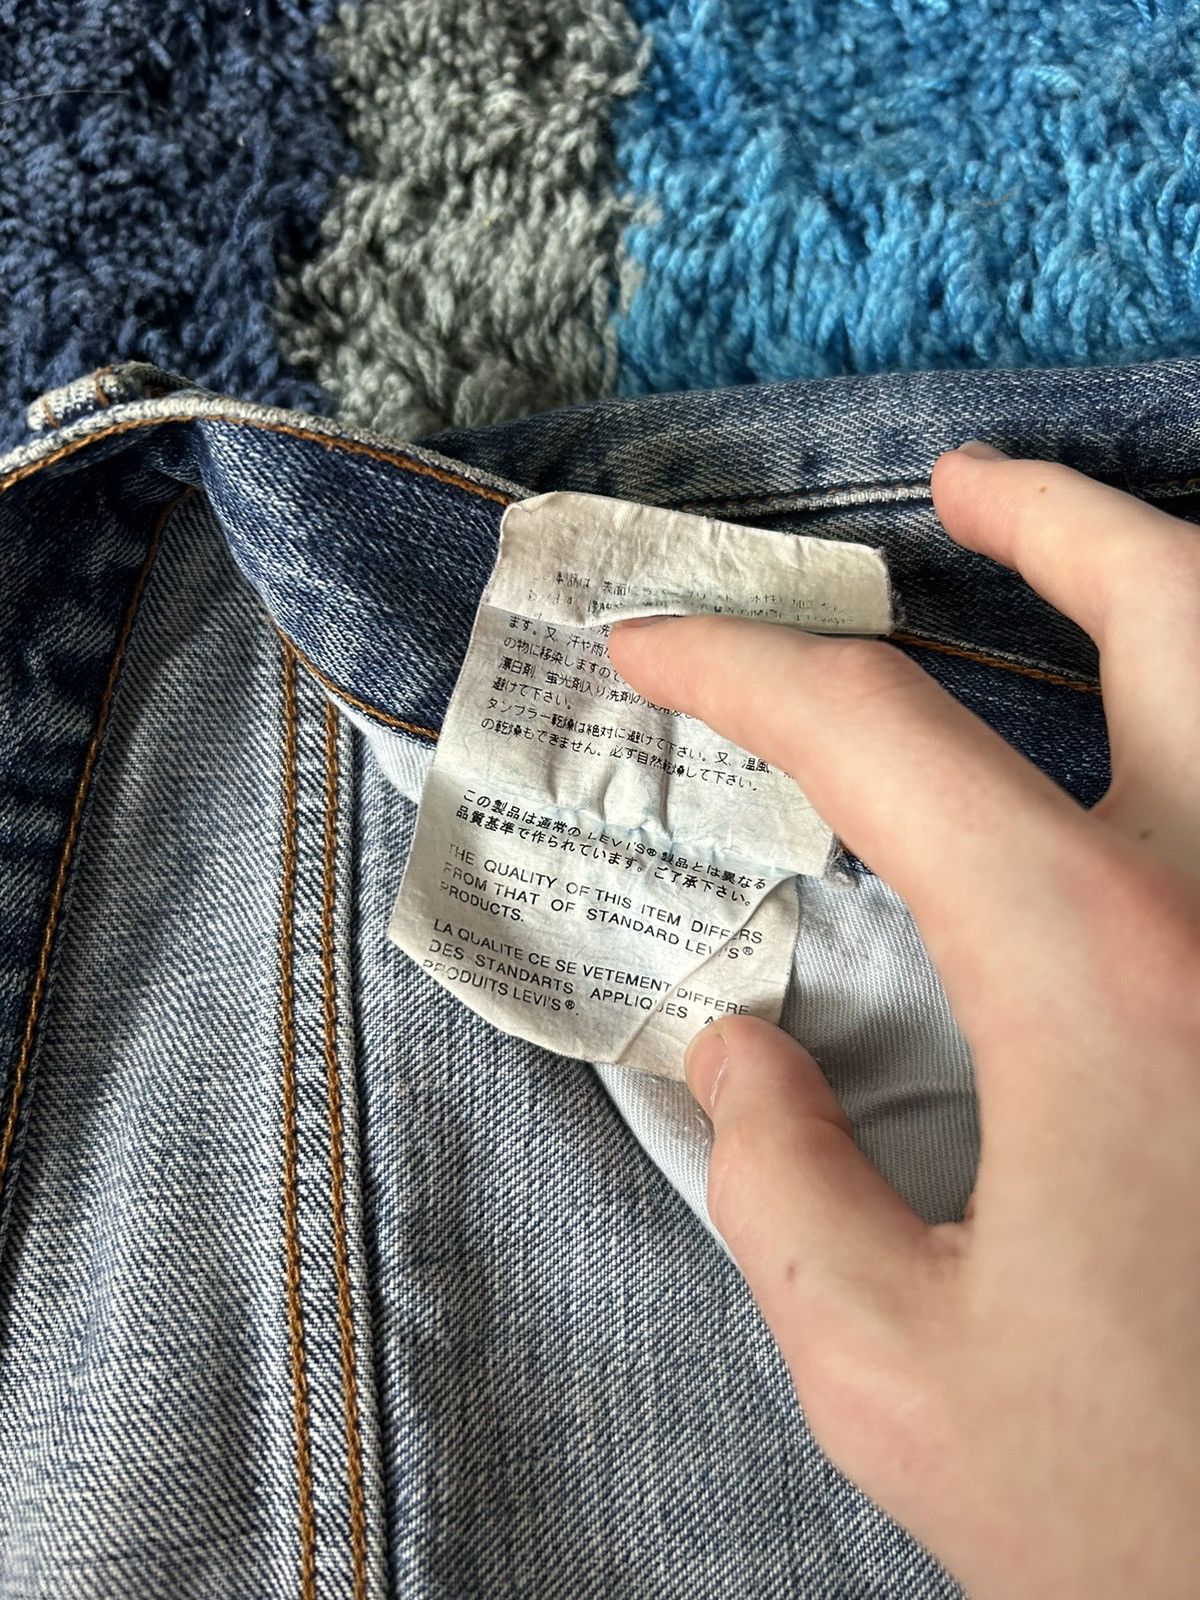 ます。又、汗や雨
の物に移染しますので
漂白剤 蛍光剤入り洗剤の使用
避けて下さい。
タンブラー乾燥は絶対に避けて下さい。又、温風、
の乾燥もできません。必ず自然乾燥して下さい。
この製品は通常の LEVI'S® 製品とは異なる
品質基準で作られています。ご了承下さい。
THE QUALITY OF THIS ITEM DIFFERS
FROM THAT OF STANDARD LEVI'S®
PRODUCTS.
LA QUALITE CE SE VETEMENT DIFFERE
DES STANDARTS APPLIQUES
PRODUITS LEVI'S®.